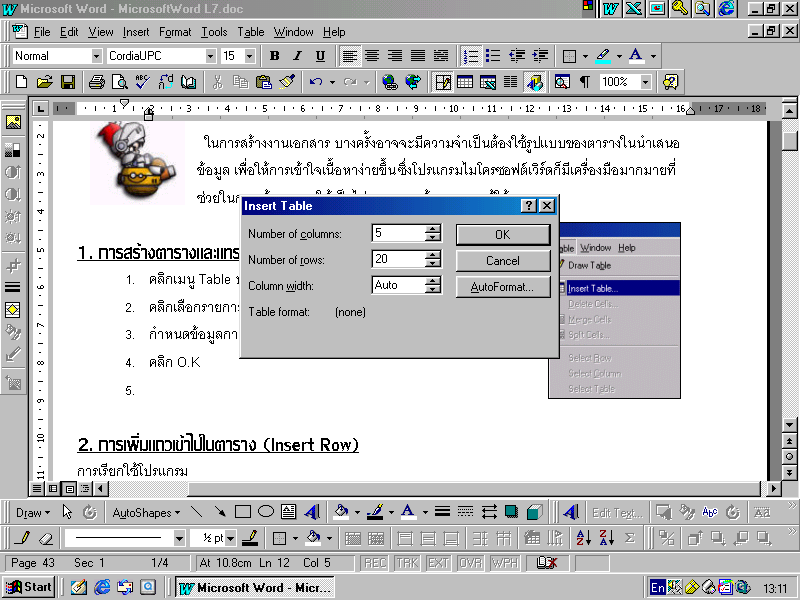 Microsoft Word - MicrosoftWord L7.doc
File Edit View Insert Format Tools Table Window Help
Normal CordiaUPC 15 B I U
100%
ในการสร้างงานเอกสาร บางครั้งอาจจะมีความจำเป็นต้องใช้รูปแบบของตารางในนำเสนอ
ข้อมูล เพื่อให้การเข้าใจเนื้อหาง่ายขึ้น ซึ่งโปรแกรมไมโครซอฟต์เวิร์ดก็มีเครื่องมือมากมายที่
Insert Table
Number of columns: 5 OK
Number of rows: 20 Cancel
Column width: Auto AutoFormat...
Table format: (none)
Window Help
Draw Table
Insert Table...
Delete Cells...
Merge Cells
Split Cells...
Select Row
Select Column
Select Table
1. การสร้างตารางและแทร
1. คลิกเมนู Table
2. คลิกเลือกรายกา
3. กำหนดข้อมูลกา
4. คลิก O.K
5.
2. การเพิ่มแถวเข้าไปในตาราง (Insert Row)
การเรียกใช้โปรแกรม
Draw AutoShapes Edit Text... Abc Aa
½ pt
Page 43 Sec 1 1/4 At 10.8cm Ln 12 Col 5 REC TRK EXT OVR WPH
Start Microsoft Word - Micr... En 13:11